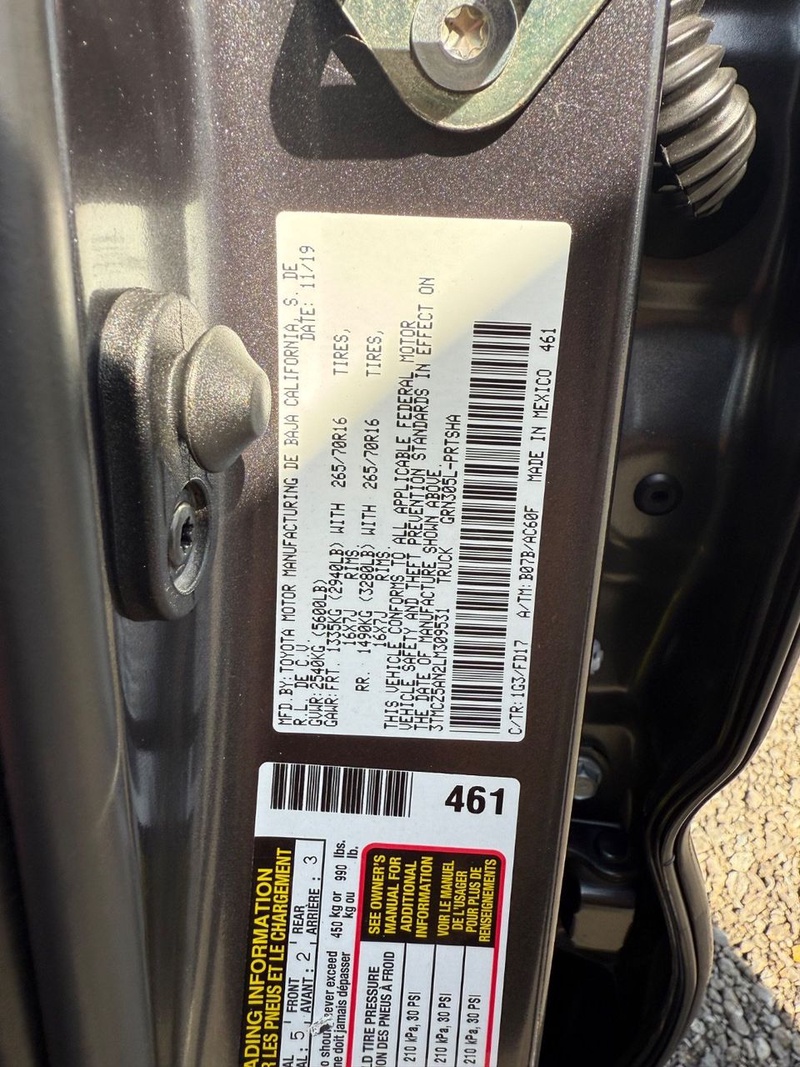 MFD.BY:TOYOTA MOTOR MANUFACTURING DE BAJA CALIFORNIA, S. DE
R.L. DE C.V. DATE: 11/19
GVWR:2540KG(5600LB)
GAWR:FRT. 1335KG (2940LB) WITH 265/70R16 TIRES,
16X7J RIMS,
RR. 1490KG (3280LB) WITH 265/70R16 TIRES,
16X7J RIMS.
THIS VEHICLE CONFORMS TO ALL APPLICABLE FEDERAL MOTOR
VEHICLE SAFETY AND THEFT PREVENTION STANDARDS IN EFFECT ON
THE DATE OF MANUFACTURE SHOWN ABOVE.
3TMCZ5AN2LM309531 TRUCK GRN305L-PRTSHA
C/TR:1G3/FD17 A/TM:B07B/AC60F MADE IN MEXICO 461
461
ADING INFORMATION
R LES PNEUS ET LE CHARGEMENT
AL 5 FRONT AVANT : 2 REAR ARRIÈRE : 3
never exceed 450 kg or 990 lbs.
ne doit jamais dépasser kg ou lb.
LD TIRE PRESSURE
ION DES PNEUS À FROID
210 kPa, 30 PSI
210 kPa, 30 PSI
210 kPa, 30 PSI
SEE OWNER'S
MANUAL FOR
ADDITIONAL
INFORMATION
VOIR LE MANUEL
DE L'USAGER
POUR PLUS DE
RENSEIGNEMENTS